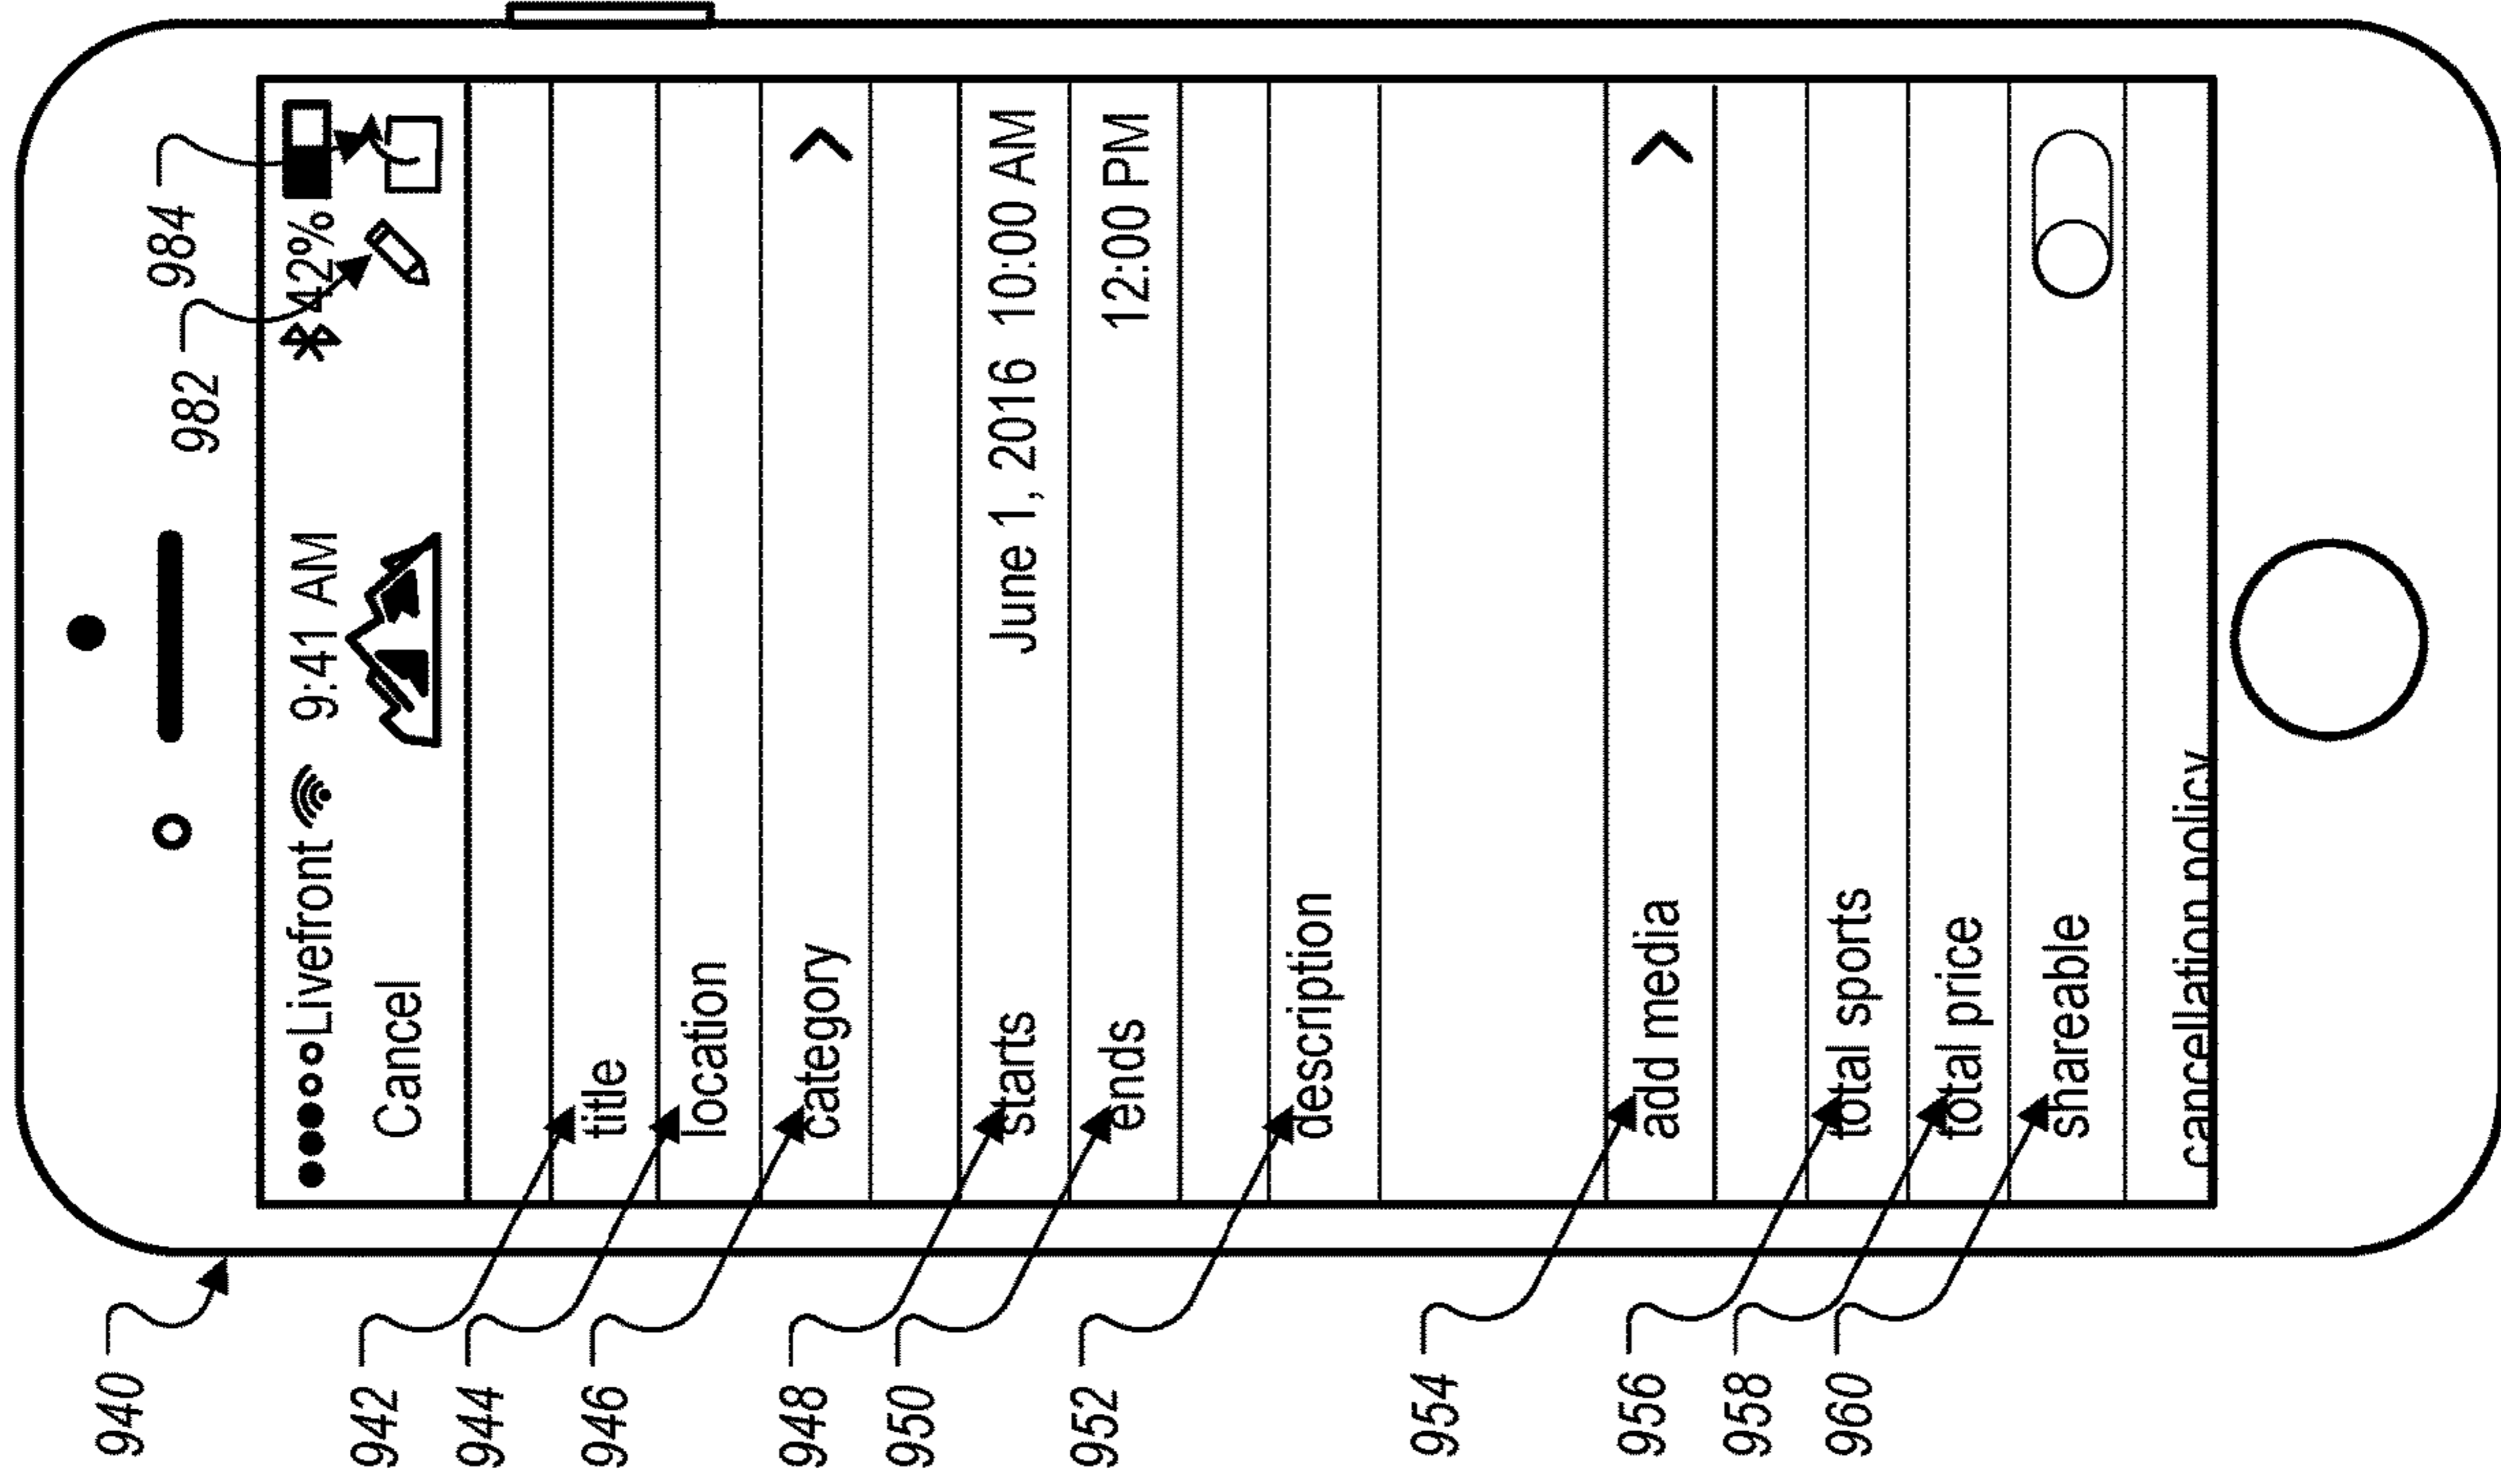 984
982
Livefront 9:41 AM 42%
Cancel
940
942
title
944
location
946
category
948
starts June 1, 2016 10:00 AM
950
ends 12:00 PM
952
description
954
add media
956
total sports
958
total price
960
shareable
cancellation policy